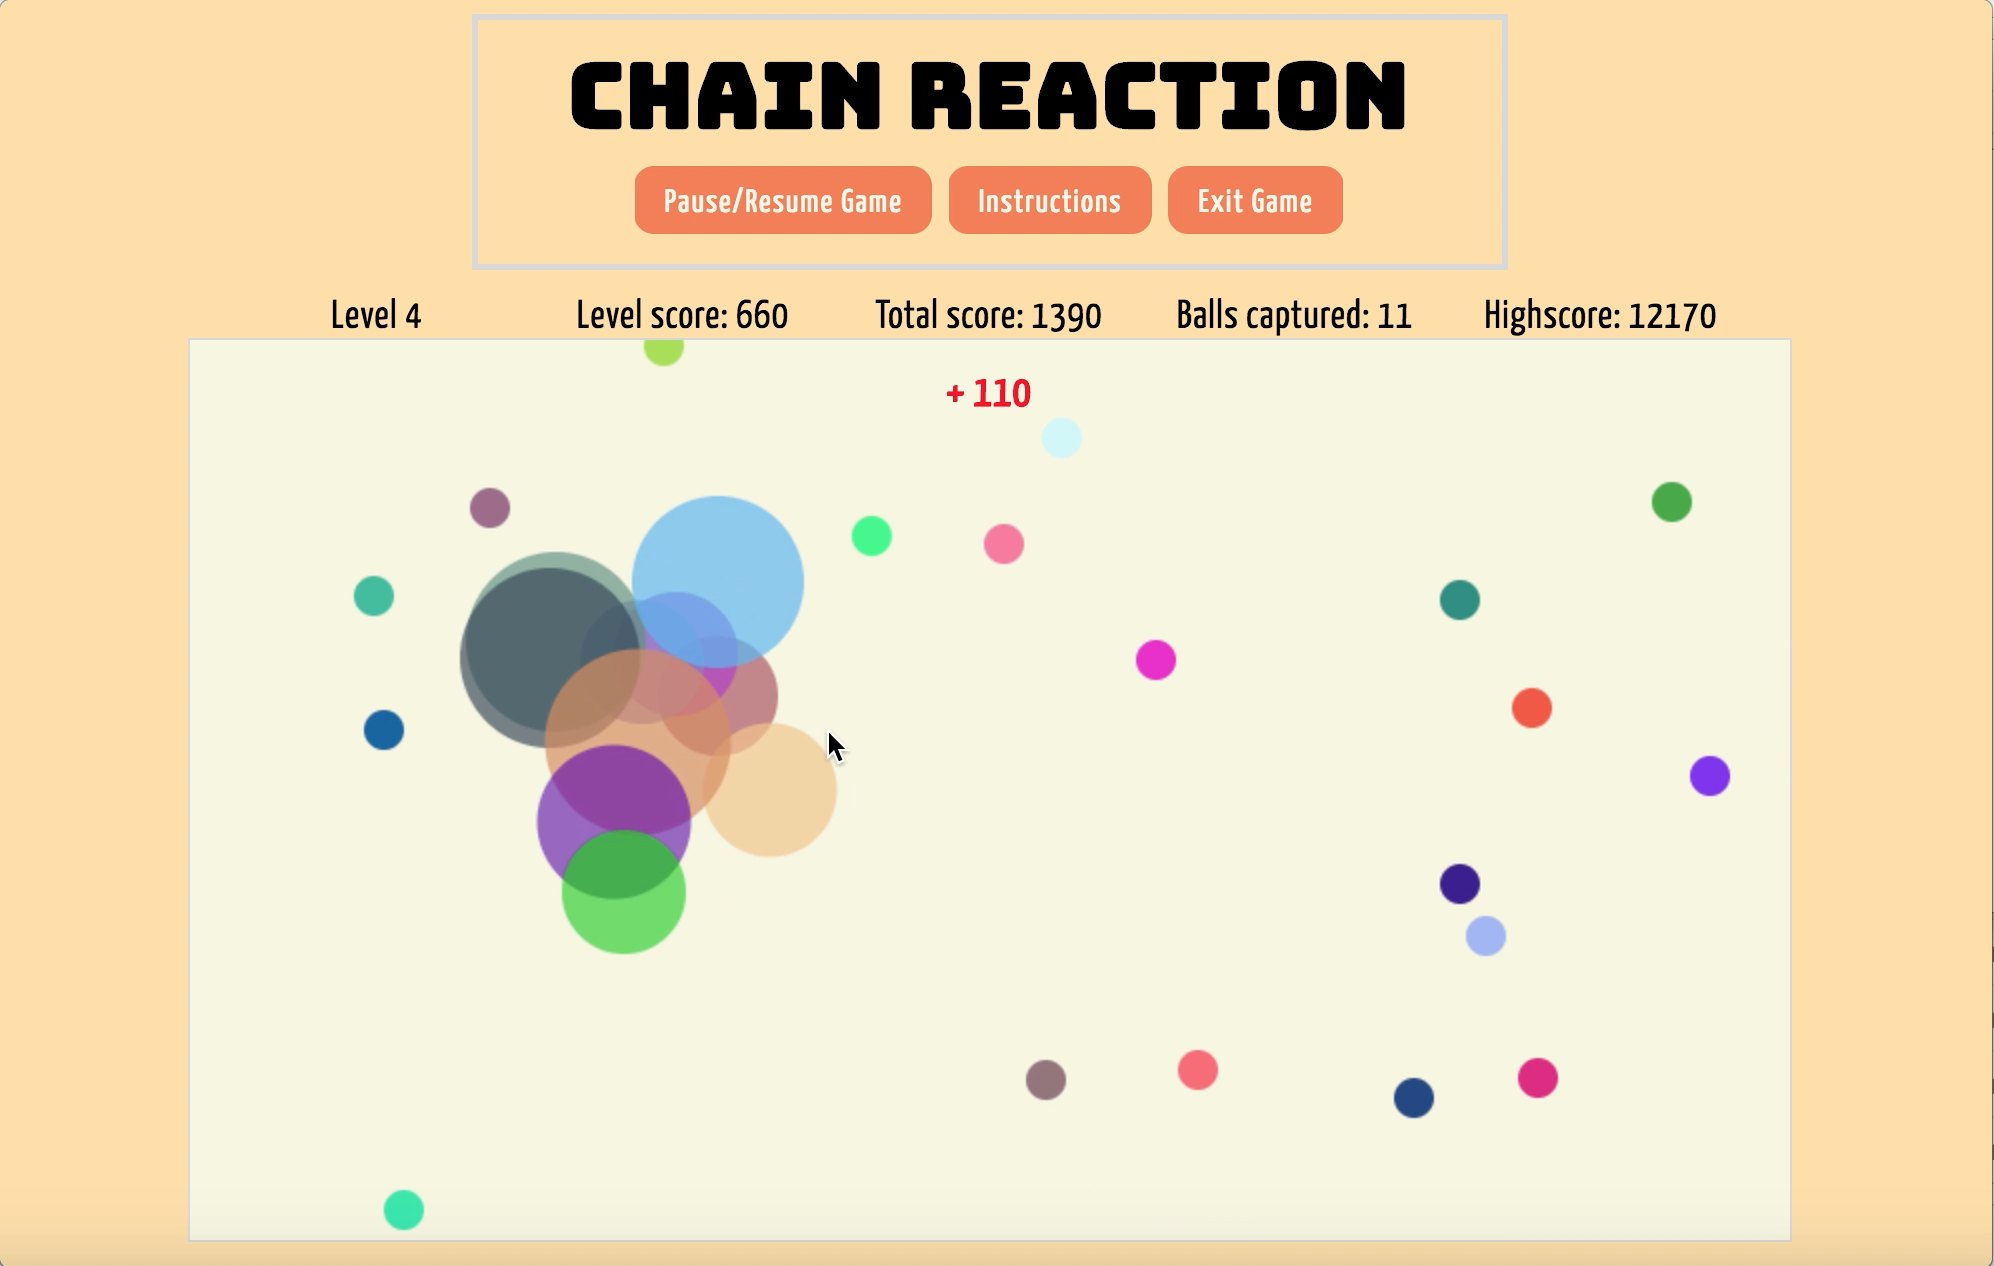 CHAIN REACTION
Pause/Resume Game Instructions Exit Game
Level 4 Level score: 660 Total score: 1390 Balls captured: 11 Highscore: 12170
+ 110